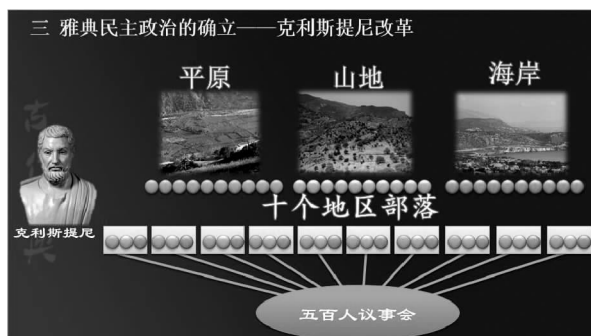 三 雅典民主政治的确立——克利斯提尼改革
平原
山地
海岸
十个地区部落
克利斯提尼
五百人议事会